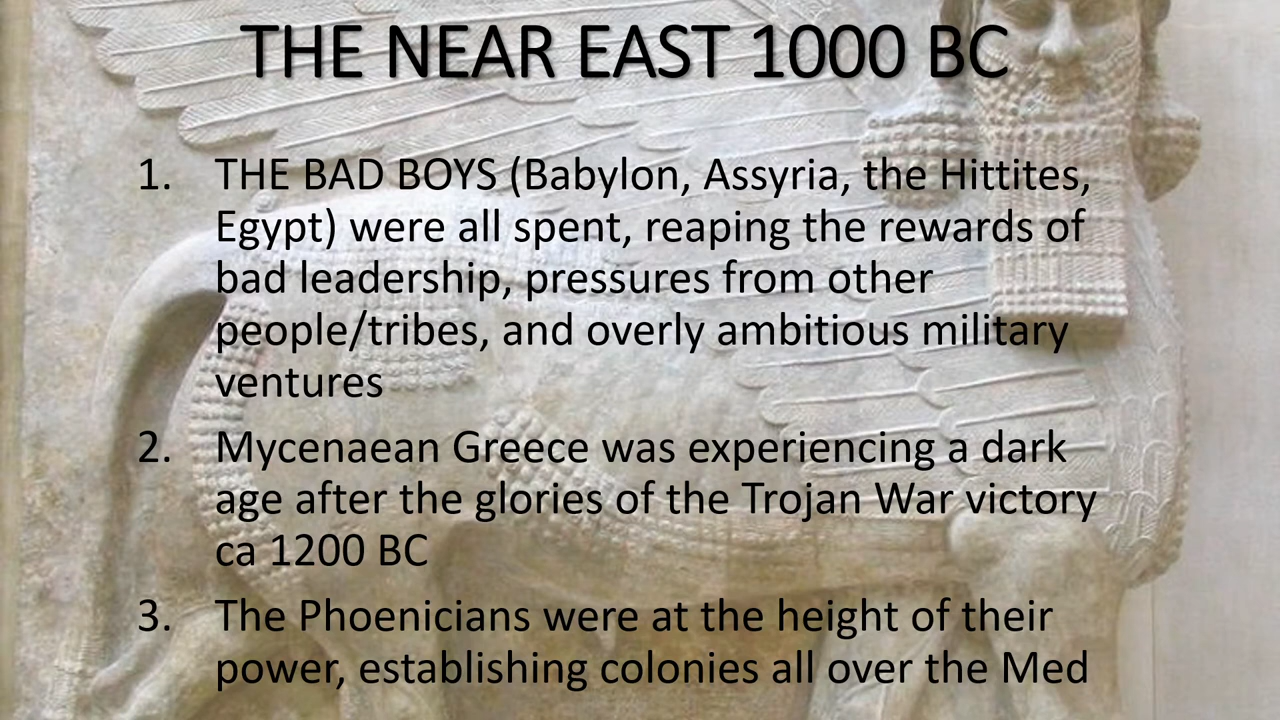 THE NEAR EAST 1000 BC
1. THE BAD BOYS (Babylon, Assyria, the Hittites,
Egypt) were all spent, reaping the rewards of
bad leadership, pressures from other
people/tribes, and overly ambitious military
ventures
2. Mycenaean Greece was experiencing a dark
age after the glories of the Trojan War victory
ca 1200 BC
3. The Phoenicians were at the height of their
power, establishing colonies all over the Med